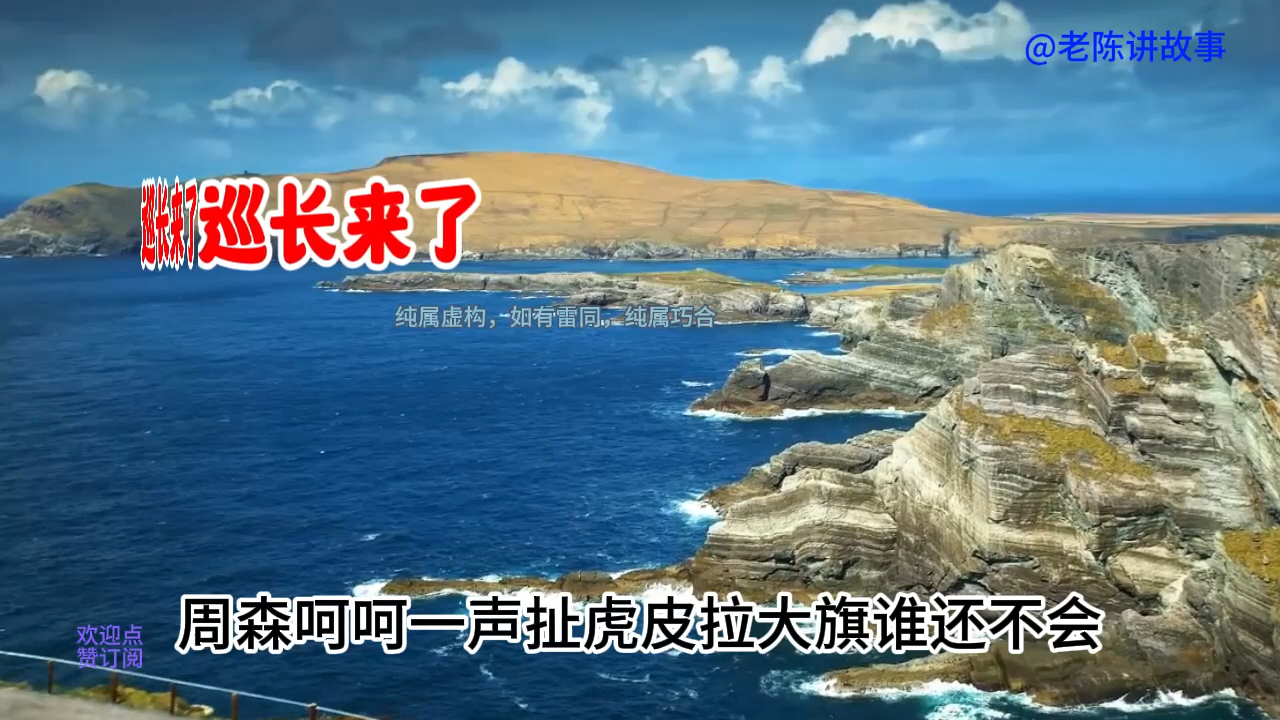 @老陈讲故事
巡长来了巡长来了
纯属虚构，如有雷同，纯属巧合
周森呵呵一声扯虎皮拉大旗谁还不会
欢迎点
赞订阅